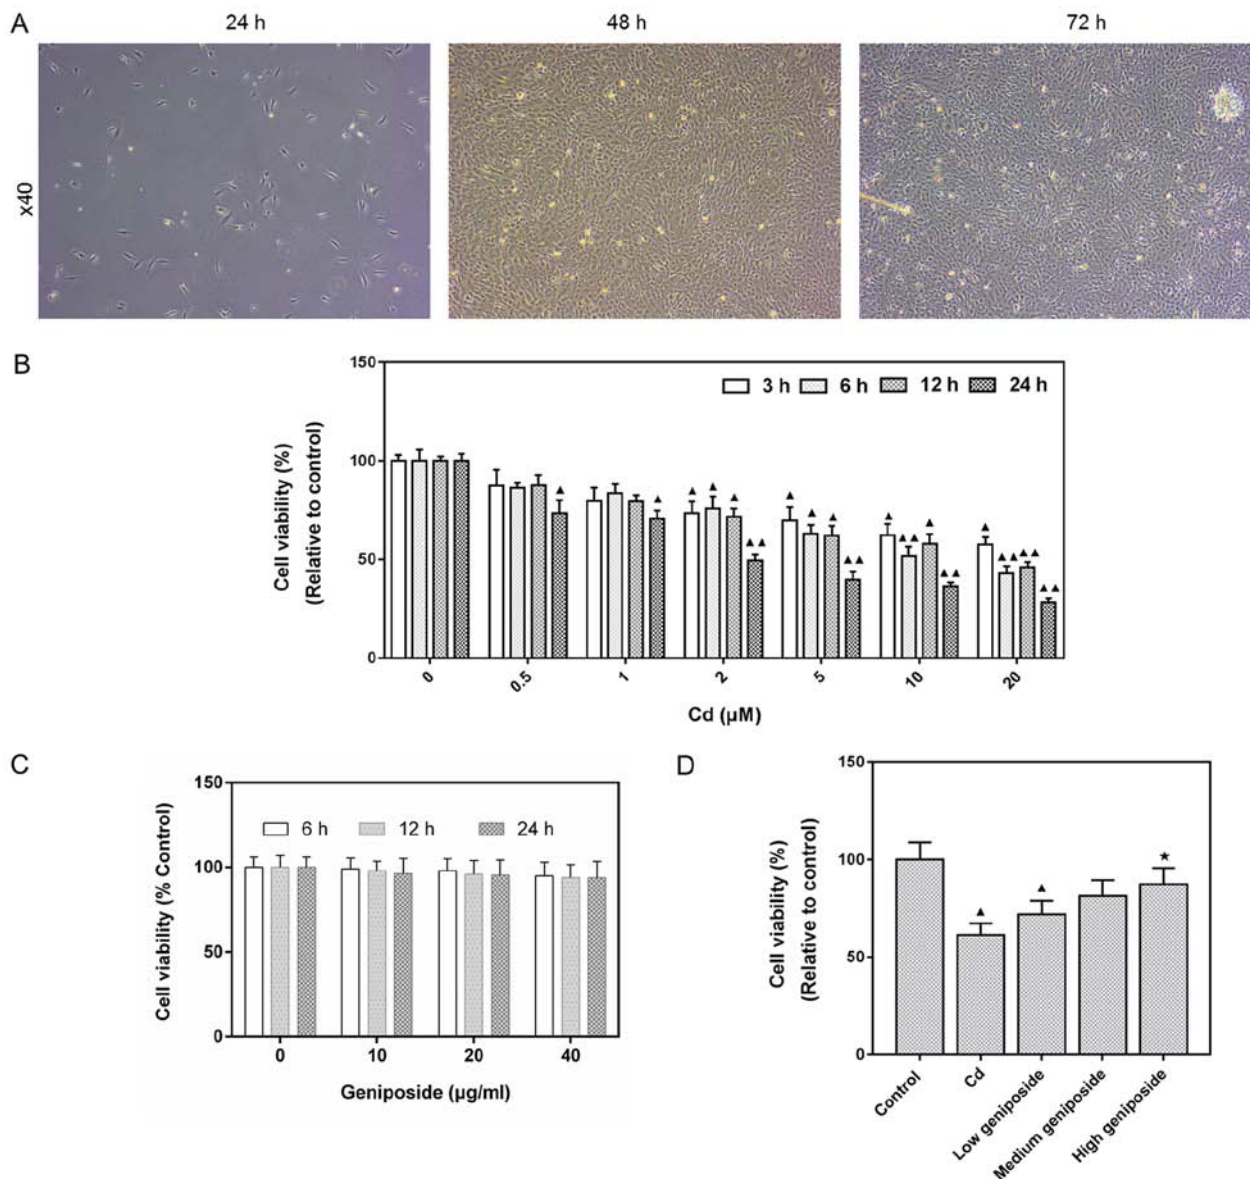 A
24 h
48 h
72 h
x40
B
Cell viability (%)
(Relative to control)
150
100
50
0
3 h
6 h
12 h
24 h
▲
▲
▲ ▲ ▲
▲ ▲
▲
▲ ▲
▲ ▲
▲
▲ ▲
▲
▲ ▲
▲
▲ ▲ ▲ ▲
▲ ▲
0
0.5
1
2
5
10
20
Cd (µM)
C
Cell viability (% Control)
150
100
50
0
6 h
12 h
24 h
0
10
20
40
Geniposide (µg/ml)
D
Cell viability (%)
(Relative to control)
150
100
50
0
▲
▲
★
Control
Cd
Low geniposide
Medium geniposide
High geniposide